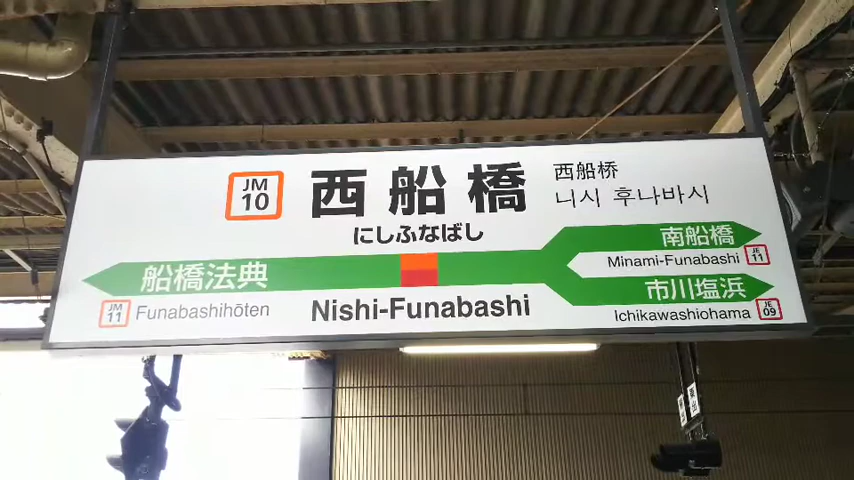 JM
10
西船橋
にしふなばし
西船桥
니시 후나바시
船橋法典
JM
11
Funabashihōten
Nishi-Funabashi
南船橋
Minami-Funabashi
JE
11
市川塩浜
Ichikawashiohama
JE
09